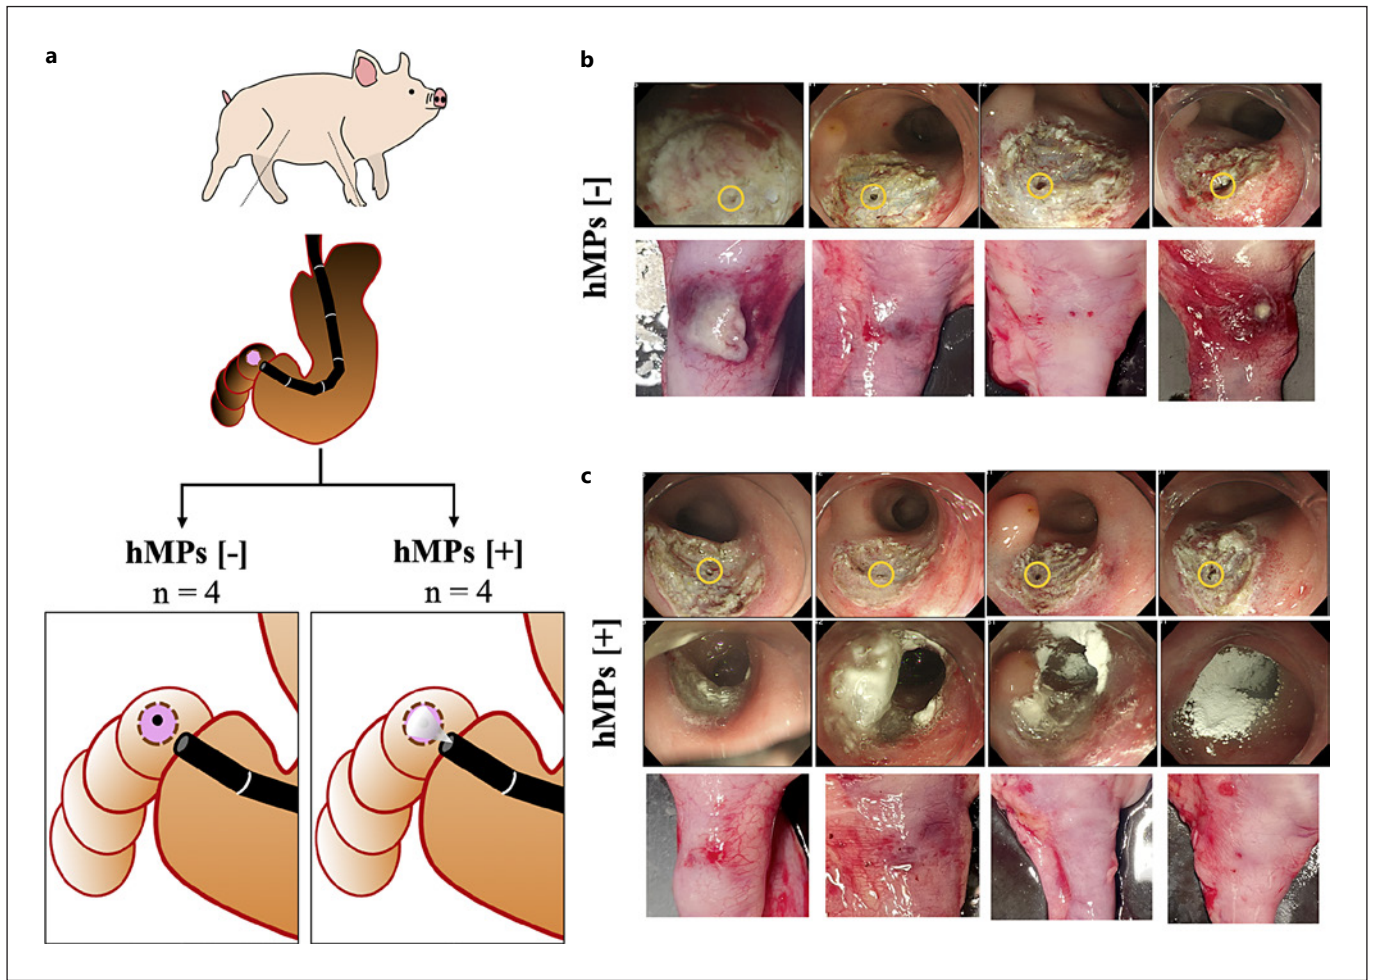 a
hMPs [-]
n = 4
hMPs [+]
n = 4
b
hMPs [-]
c
hMPs [+]